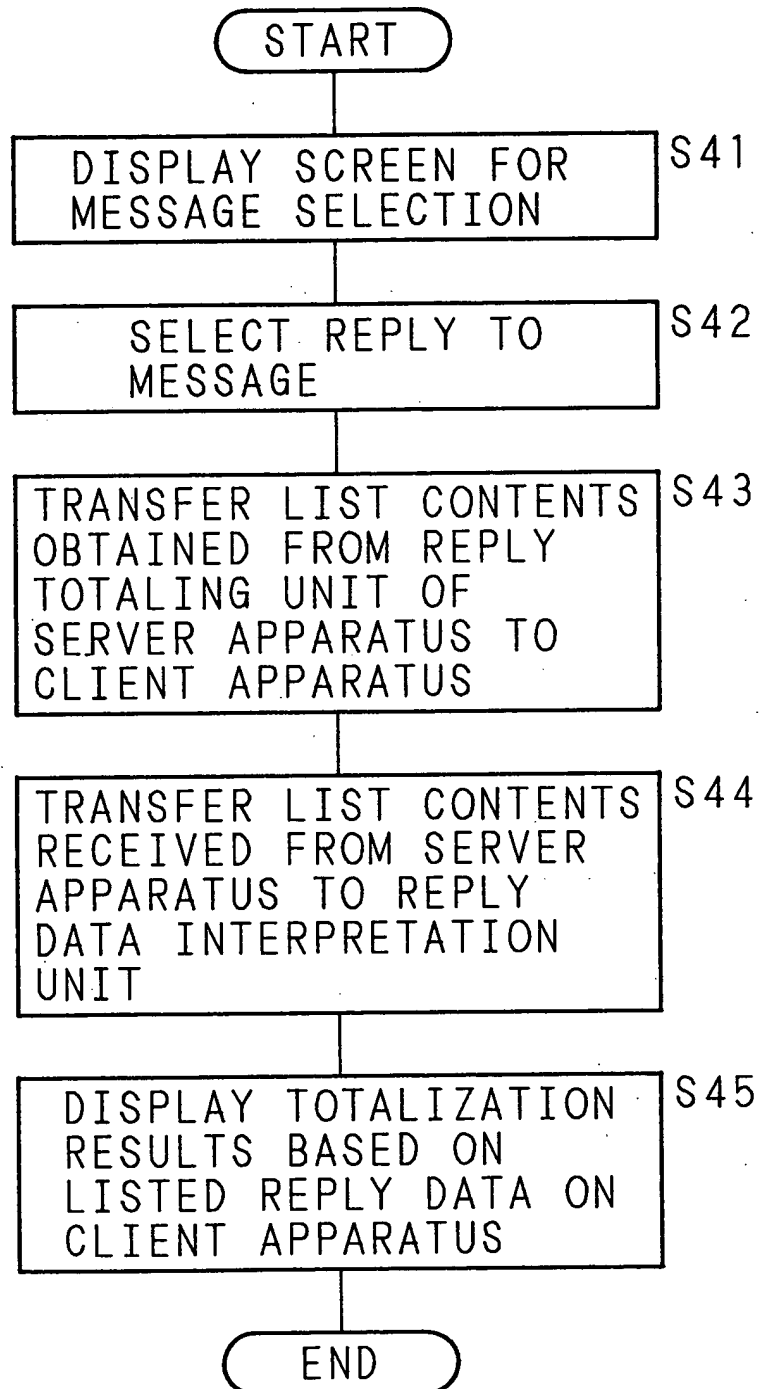 START
DISPLAY SCREEN FOR
MESSAGE SELECTION
S41
SELECT REPLY TO
MESSAGE
S42
TRANSFER LIST CONTENTS
OBTAINED FROM REPLY
TOTALING UNIT OF
SERVER APPARATUS TO
CLIENT APPARATUS
S43
TRANSFER LIST CONTENTS
RECEIVED FROM SERVER
APPARATUS TO REPLY
DATA INTERPRETATION
UNIT
S44
DISPLAY TOTALIZATION
RESULTS BASED ON
LISTED REPLY DATA ON
CLIENT APPARATUS
S45
END